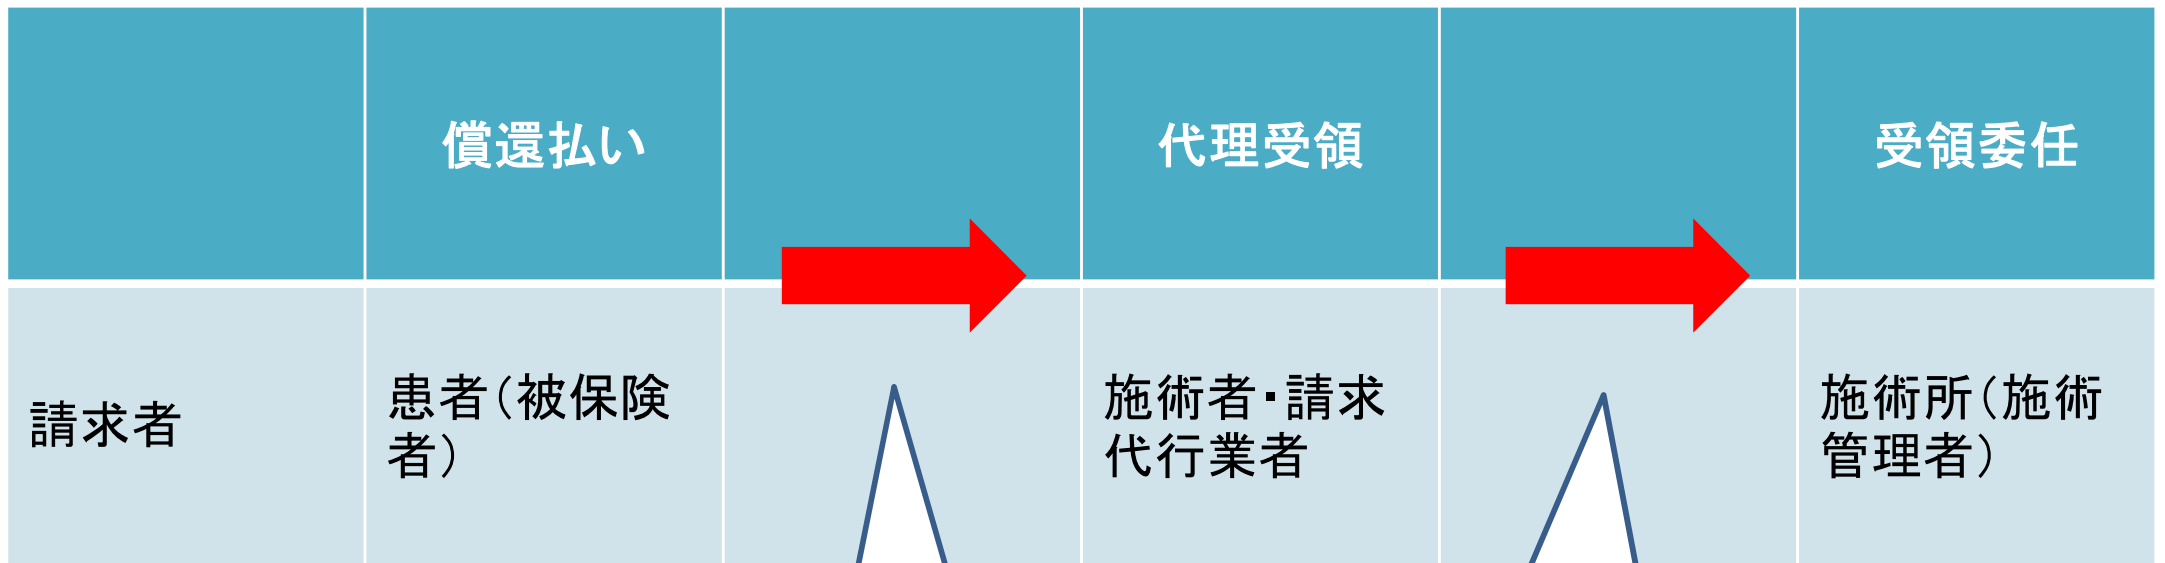 償還払い
代理受領
受領委任
請求者
患者（被保険
者）
施術者・請求
代行業者
施術所（施術
管理者）